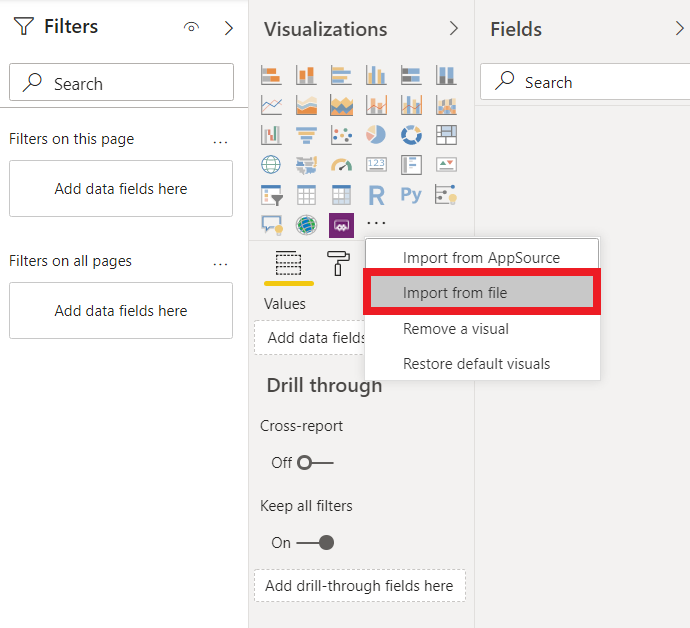 Filters
Search
Filters on this page
...
Add data fields here
Filters on all pages
...
Add data fields here
Visualizations
123
R
Py
...
Import from AppSource
Import from file
Remove a visual
Restore default visuals
Values
Add data fields
Drill through
Cross-report
Off
Keep all filters
On
Add drill-through fields here
Fields
Search